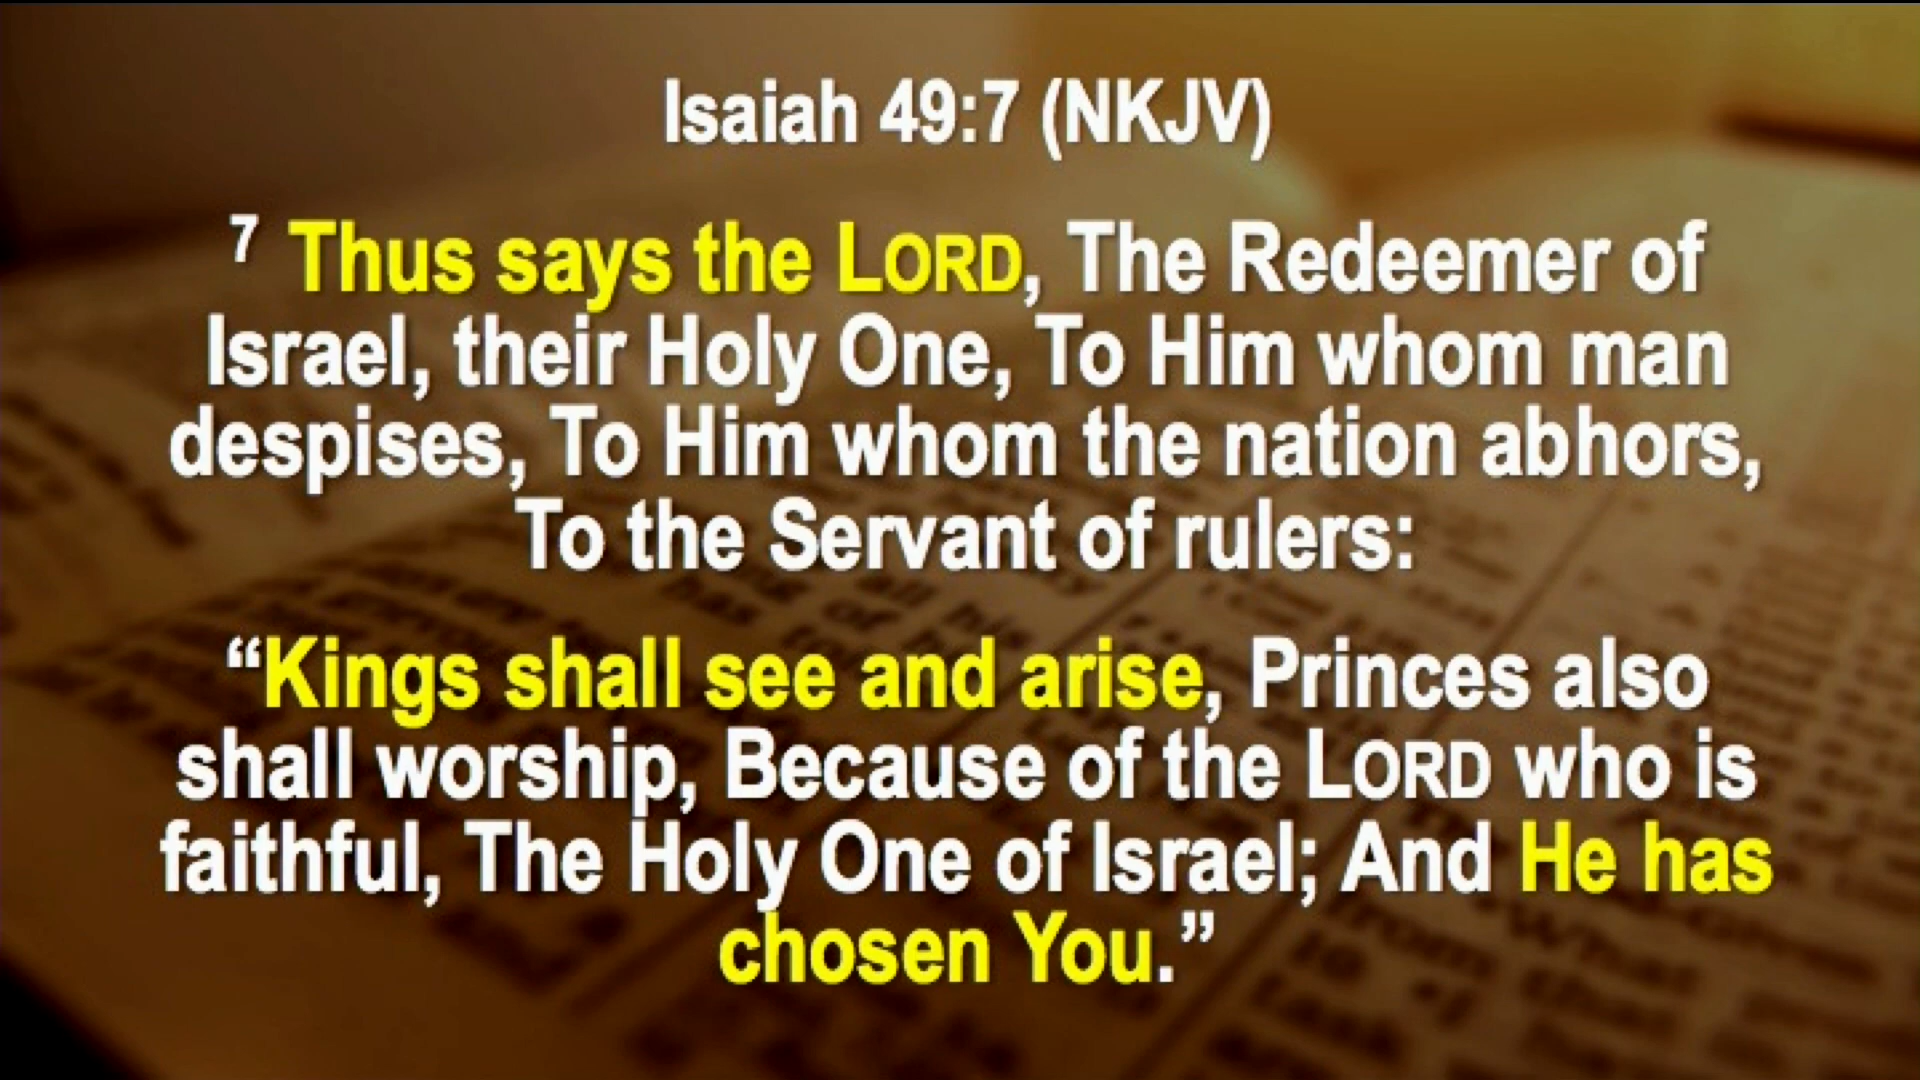 Isaiah 49:7 (NKJV)
7 Thus says the LORD, The Redeemer of
Israel, their Holy One, To Him whom man
despises, To Him whom the nation abhors,
To the Servant of rulers:
“Kings shall see and arise, Princes also
shall worship, Because of the LORD who is
faithful, The Holy One of Israel; And He has
chosen You.”